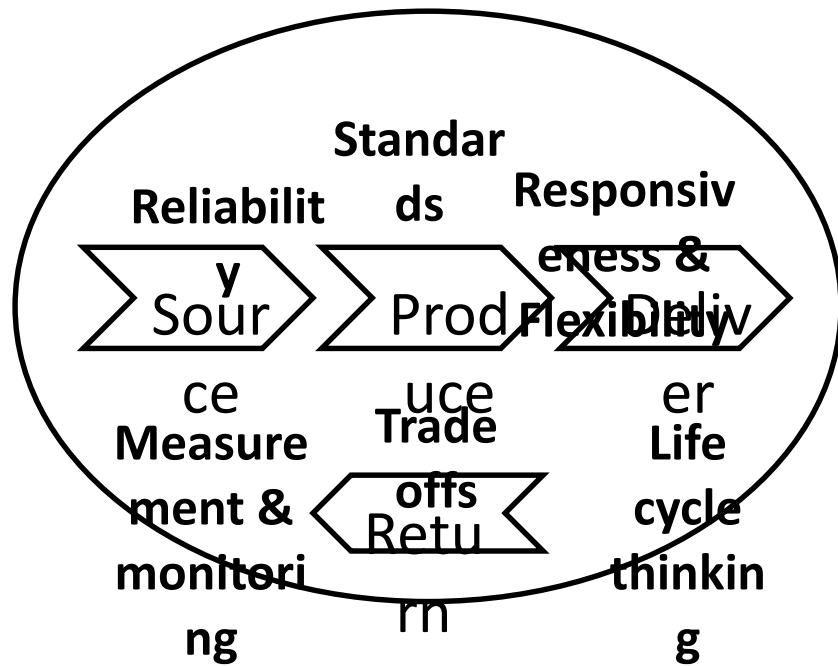 Standar
ds
Reliabilit
y
Responsiv
eness &
Flexibility
Sour
ce
Prod
uce
Deliv
er
Measure
ment &
monitori
ng
Trade
offs
Retu
rn
Life
cycle
thinkin
g